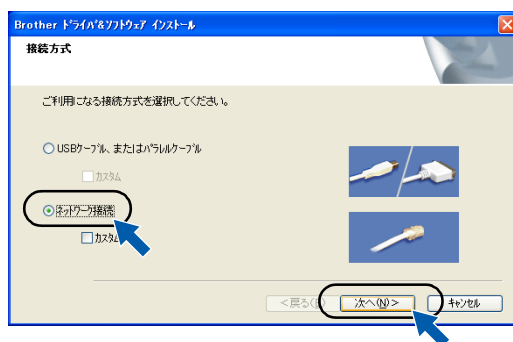 Brother ﾄﾞﾗｲﾊﾞ&ｿﾌﾄｳｪｱ ｲﾝｽﾄｰﾙ
接続方式
ご利用になる接続方式を選択してください。
USBｹｰﾌﾞﾙ、またはﾊﾟﾗﾚﾙｹｰﾌﾞﾙ
ｶｽﾀﾑ
ﾈｯﾄﾜｰｸ接続
ｶｽﾀﾑ
<戻る( 次へ(N)> ｷｬﾝｾﾙ